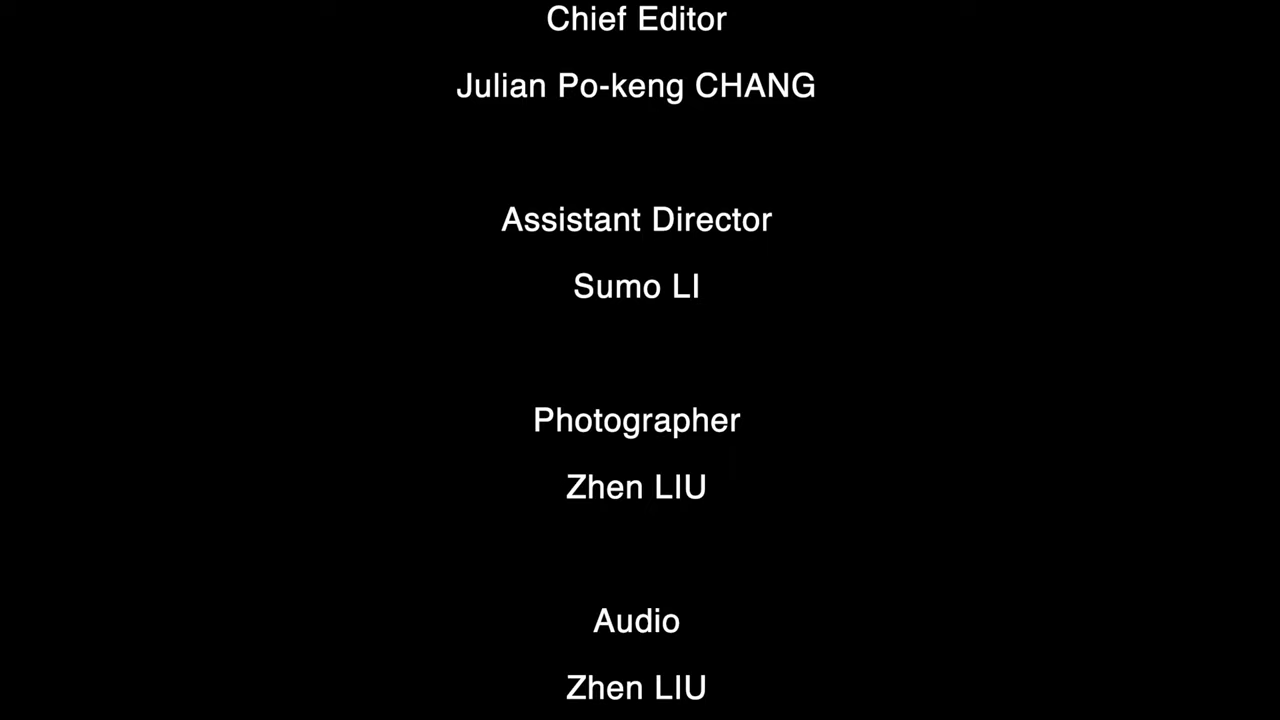 Chief Editor
Julian Po-keng CHANG
Assistant Director
Sumo LI
Photographer
Zhen LIU
Audio
Zhen LIU